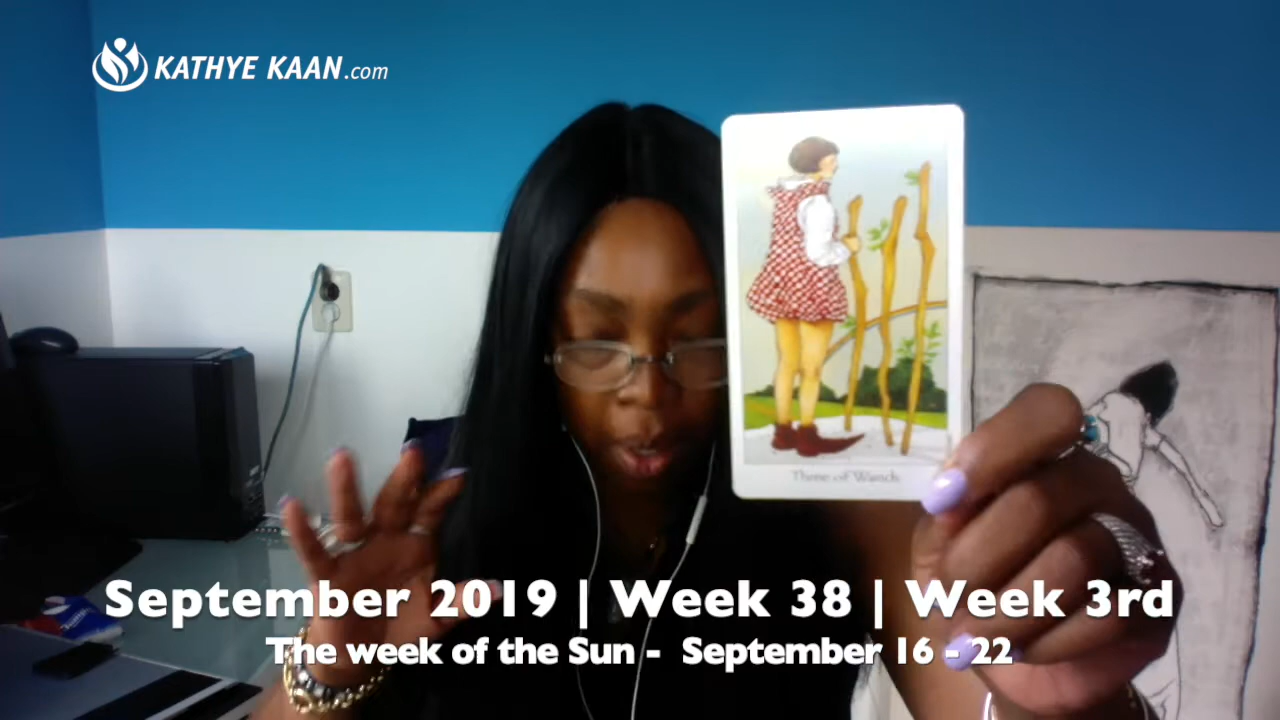 KATHYE KAAN.com
Three of Wands
September 2019 | Week 38 | Week 3rd
The week of the Sun - September 16 - 22